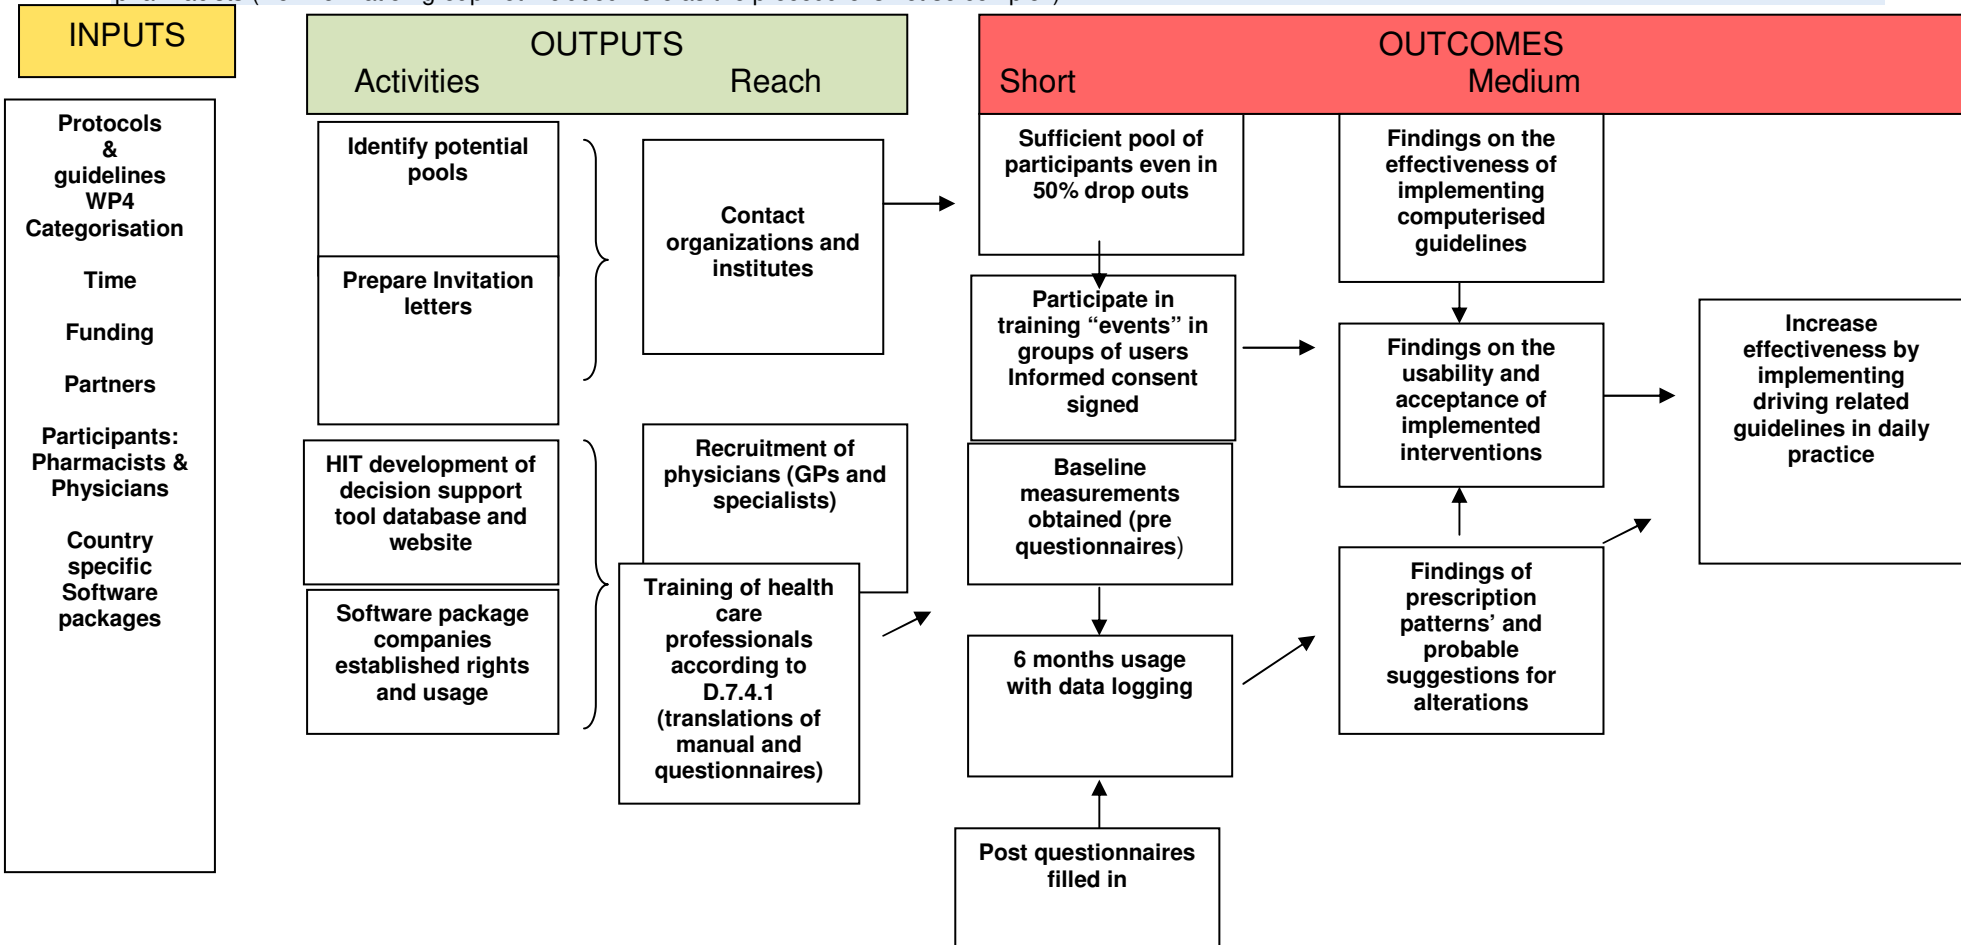 INPUTS
OUTPUTS
Activities Reach
OUTCOMES
Short Medium
Protocols
&
guidelines
WP4
Categorisation
Time
Funding
Partners
Participants:
Pharmacists &
Physicians
Country
specific
Software
packages
Identify potential
pools
Prepare Invitation
letters
HIT development of
decision support
tool database and
website
Software package
companies
established rights
and usage
Contact
organizations and
institutes
Recruitment of
physicians (GPs and
specialists)
Training of health
care
professionals
according to
D.7.4.1
(translations of
manual and
questionnaires)
Sufficient pool of
participants even in
50% drop outs
Participate in
training “events” in
groups of users
Informed consent
signed
Baseline
measurements
obtained (pre
questionnaires)
6 months usage
with data logging
Post questionnaires
filled in
Findings on the
effectiveness of
implementing
computerised
guidelines
Findings on the
usability and
acceptance of
implemented
interventions
Findings of
prescription
patterns’ and
probable
suggestions for
alterations
Increase
effectiveness by
implementing
driving related
guidelines in daily
practice